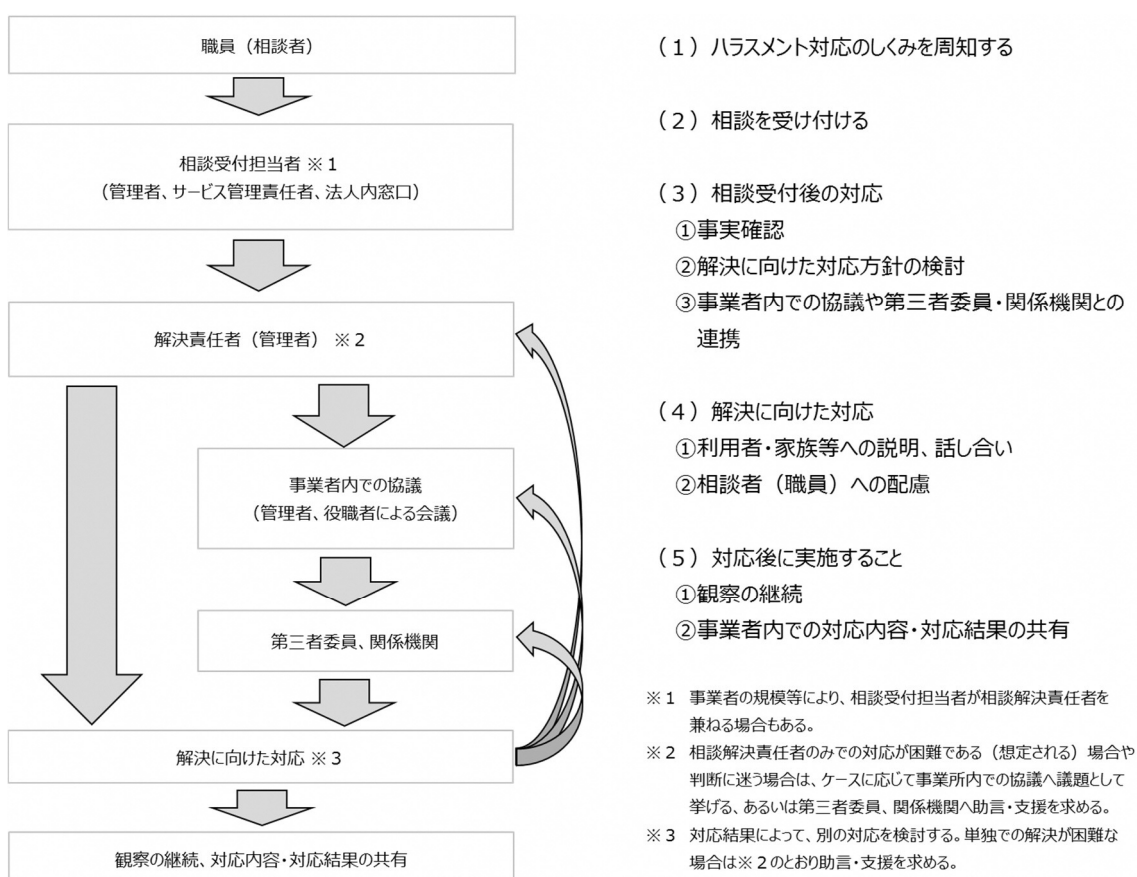 職員（相談者）
相談受付担当者 ※１
（管理者、サービス管理責任者、法人内窓口）
解決責任者（管理者） ※２
事業者内での協議
（管理者、役職者による会議）
第三者委員、関係機関
解決に向けた対応 ※３
観察の継続、対応内容・対応結果の共有
（１）ハラスメント対応のしくみを周知する
（２）相談を受け付ける
（３）相談受付後の対応
①事実確認
②解決に向けた対応方針の検討
③事業者内での協議や第三者委員・関係機関との
連携
（４）解決に向けた対応
①利用者・家族等への説明、話し合い
②相談者（職員）への配慮
（５）対応後に実施すること
①観察の継続
②事業者内での対応内容・対応結果の共有
※１ 事業者の規模等により、相談受付担当者が相談解決責任者を
兼ねる場合もある。
※２ 相談解決責任者のみでの対応が困難である（想定される）場合や
判断に迷う場合は、ケースに応じて事業所内での協議へ議題として
挙げる、あるいは第三者委員、関係機関へ助言・支援を求める。
※３ 対応結果によって、別の対応を検討する。単独での解決が困難な
場合は※２のとおり助言・支援を求める。